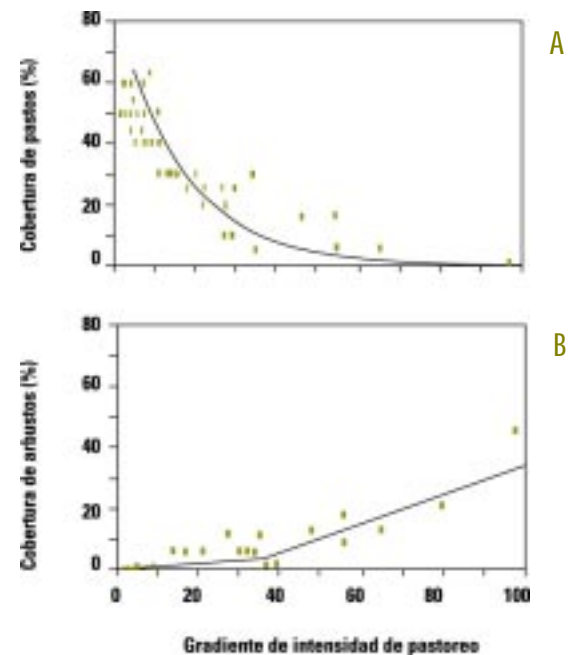 80
60
40
20
0
Cobertura de pastos (%)
A
80
60
40
20
0
Cobertura de arbustos (%)
B
0 20 40 60 80 100
Gradiente de intensidad de pastoreo